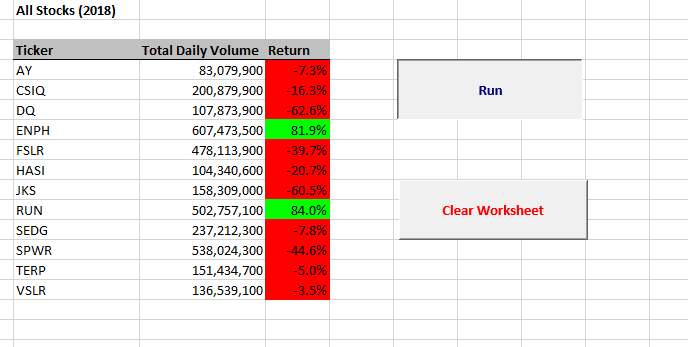 All Stocks (2018)
Ticker Total Daily Volume Return
AY 83,079,900 -7.3%
CSIQ 200,879,900 -16.3%
DQ 107,873,900 -62.6%
ENPH 607,473,500 81.9%
FSLR 478,113,900 -39.7%
HASI 104,340,600 -20.7%
JKS 158,309,000 -60.5%
RUN 502,757,100 84.0%
SEDG 237,212,300 -7.8%
SPWR 538,024,300 -44.6%
TERP 151,434,700 -5.0%
VSLR 136,539,100 -3.5%
Run
Clear Worksheet